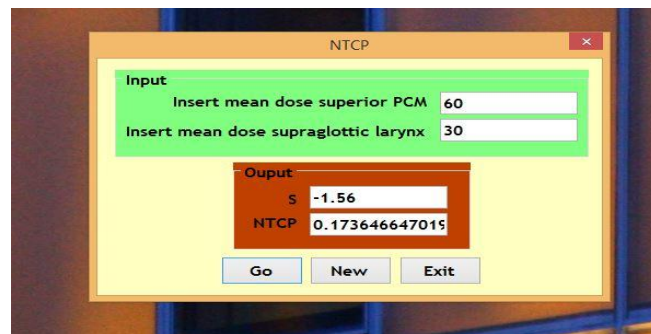 NTCP
Input
Insert mean dose superior PCM 60
Insert mean dose supraglottic larynx 30
Ouput
S -1.56
NTCP 0.173646647019
Go New Exit